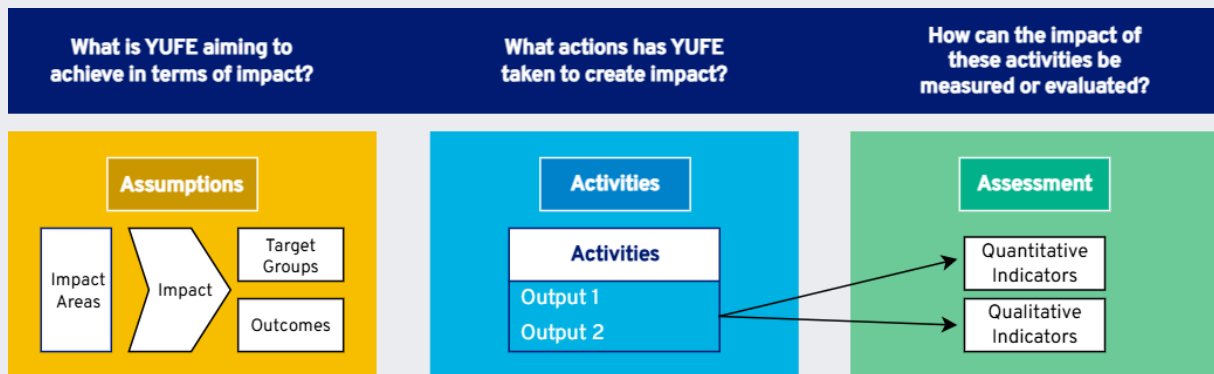 What is YUFE aiming to
achieve in terms of impact?
What actions has YUFE
taken to create impact?
How can the impact of
these activities be
measured or evaluated?
Assumptions
Impact
Areas
Impact
Target
Groups
Outcomes
Activities
Activities
Output 1
Output 2
Assessment
Quantitative
Indicators
Qualitative
Indicators